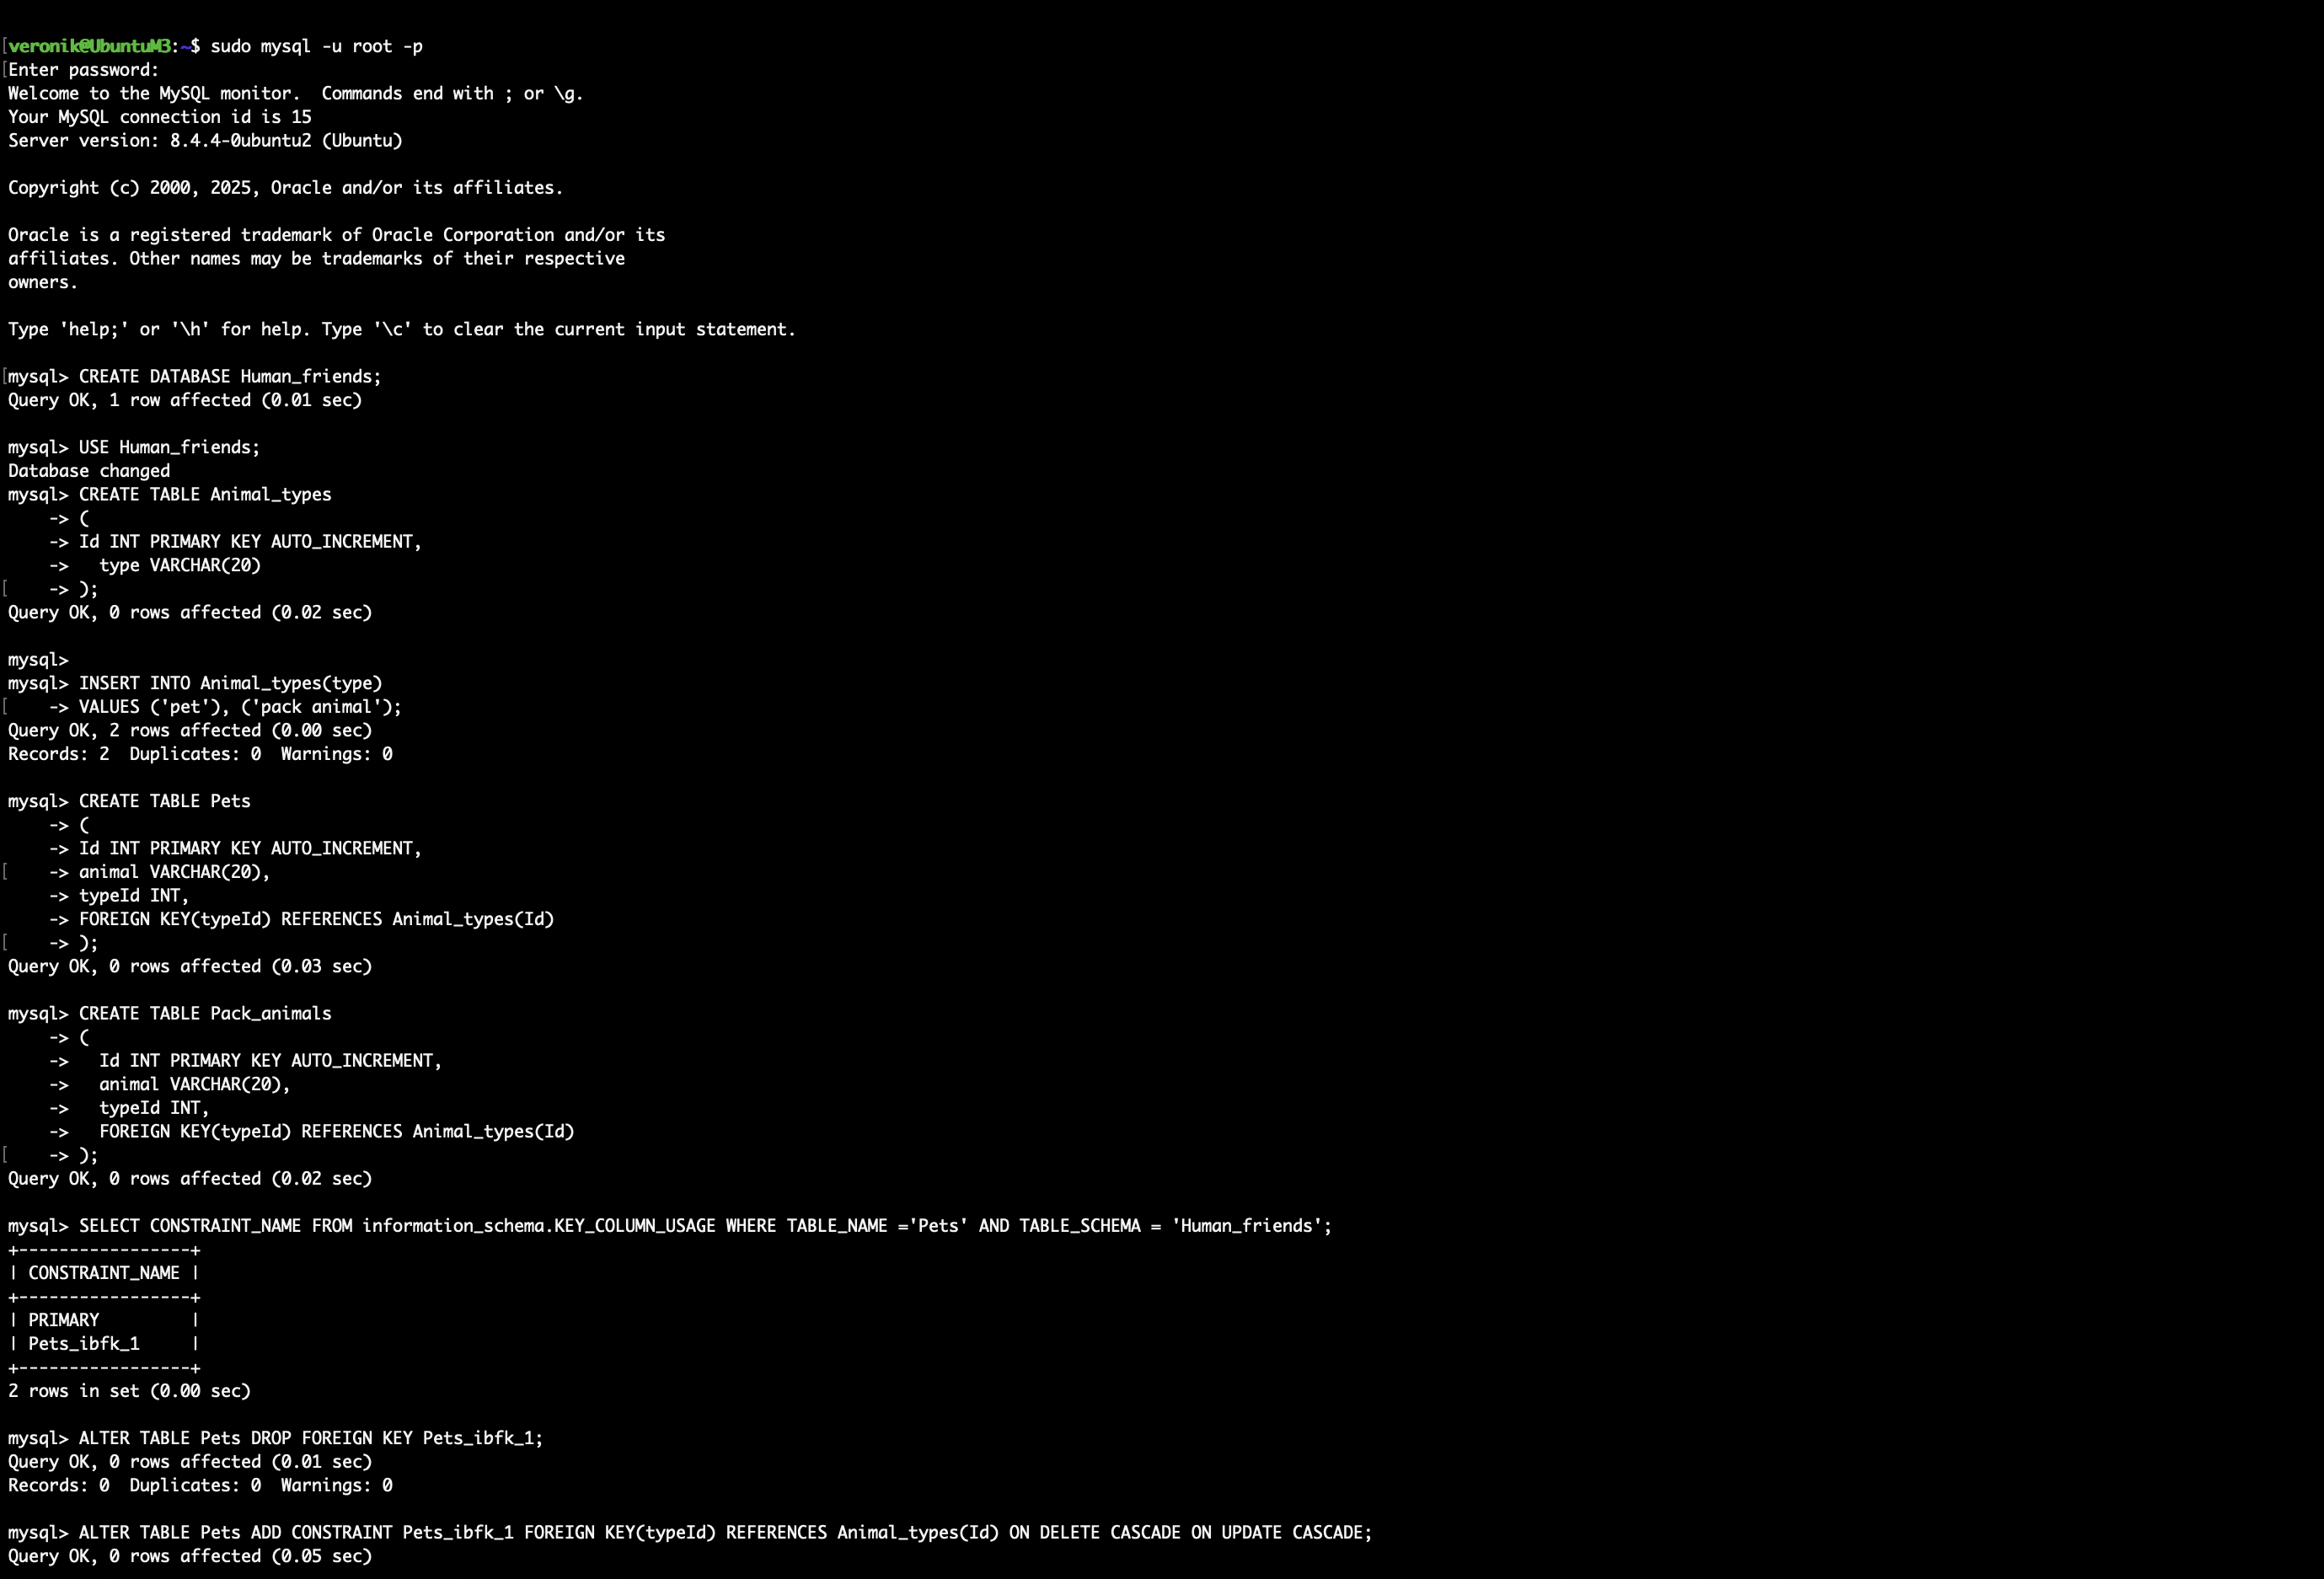 [veronik@UbuntuM3:~$ sudo mysql -u root -p
[Enter password:
Welcome to the MySQL monitor.  Commands end with ; or \g.
Your MySQL connection id is 15
Server version: 8.4.4-0ubuntu2 (Ubuntu)
Copyright (c) 2000, 2025, Oracle and/or its affiliates.
Oracle is a registered trademark of Oracle Corporation and/or its
affiliates. Other names may be trademarks of their respective
owners.
Type 'help;' or '\h' for help. Type '\c' to clear the current input statement.
[mysql> CREATE DATABASE Human_friends;
Query OK, 1 row affected (0.01 sec)
mysql> USE Human_friends;
Database changed
mysql> CREATE TABLE Animal_types
    -> (
    -> Id INT PRIMARY KEY AUTO_INCREMENT,
    ->   type VARCHAR(20)
[    -> );
Query OK, 0 rows affected (0.02 sec)
mysql>
mysql> INSERT INTO Animal_types(type)
[    -> VALUES ('pet'), ('pack animal');
Query OK, 2 rows affected (0.00 sec)
Records: 2  Duplicates: 0  Warnings: 0
mysql> CREATE TABLE Pets
    -> (
    -> Id INT PRIMARY KEY AUTO_INCREMENT,
[    -> animal VARCHAR(20),
    -> typeId INT,
    -> FOREIGN KEY(typeId) REFERENCES Animal_types(Id)
[    -> );
Query OK, 0 rows affected (0.03 sec)
mysql> CREATE TABLE Pack_animals
    -> (
    ->   Id INT PRIMARY KEY AUTO_INCREMENT,
    ->   animal VARCHAR(20),
    ->   typeId INT,
    ->   FOREIGN KEY(typeId) REFERENCES Animal_types(Id)
[    -> );
Query OK, 0 rows affected (0.02 sec)
mysql> SELECT CONSTRAINT_NAME FROM information_schema.KEY_COLUMN_USAGE WHERE TABLE_NAME ='Pets' AND TABLE_SCHEMA = 'Human_friends';
+-----------------+
| CONSTRAINT_NAME |
+-----------------+
| PRIMARY         |
| Pets_ibfk_1     |
+-----------------+
2 rows in set (0.00 sec)
mysql> ALTER TABLE Pets DROP FOREIGN KEY Pets_ibfk_1;
Query OK, 0 rows affected (0.01 sec)
Records: 0  Duplicates: 0  Warnings: 0
mysql> ALTER TABLE Pets ADD CONSTRAINT Pets_ibfk_1 FOREIGN KEY(typeId) REFERENCES Animal_types(Id) ON DELETE CASCADE ON UPDATE CASCADE;
Query OK, 0 rows affected (0.05 sec)